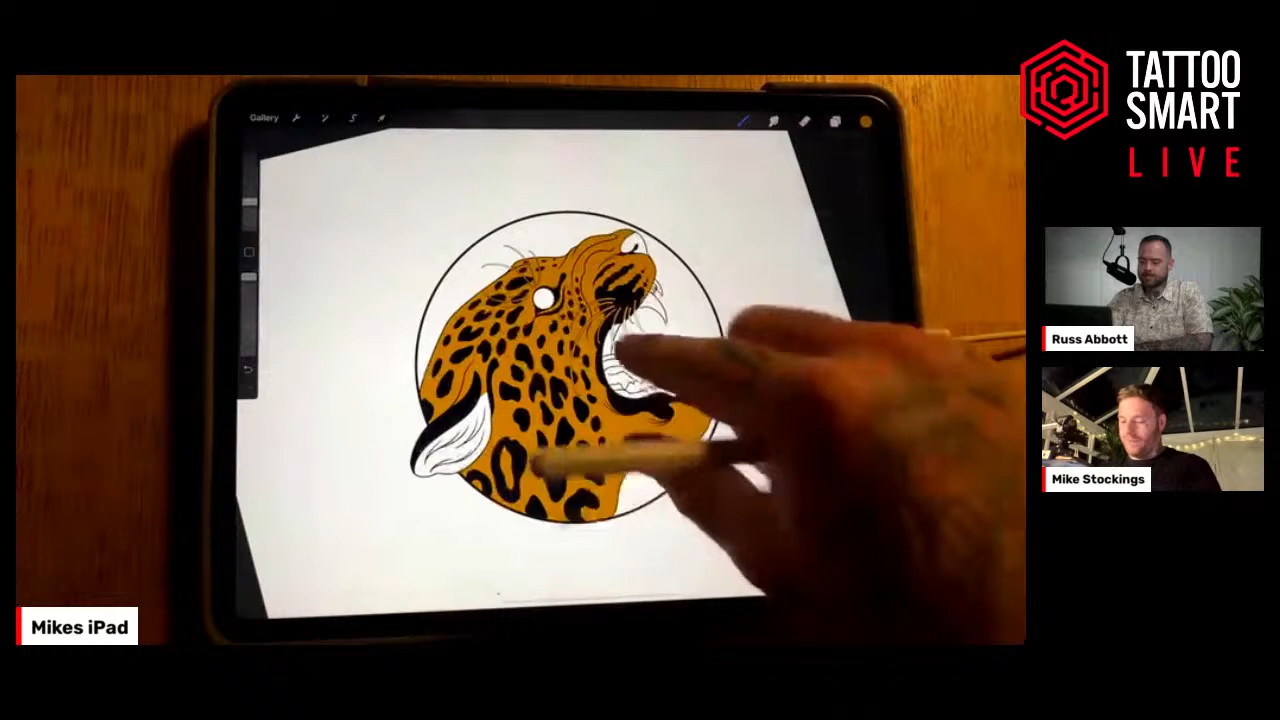 TATTOO
SMART
LIVE
Gallery
Russ Abbott
Mike Stockings
Mikes iPad